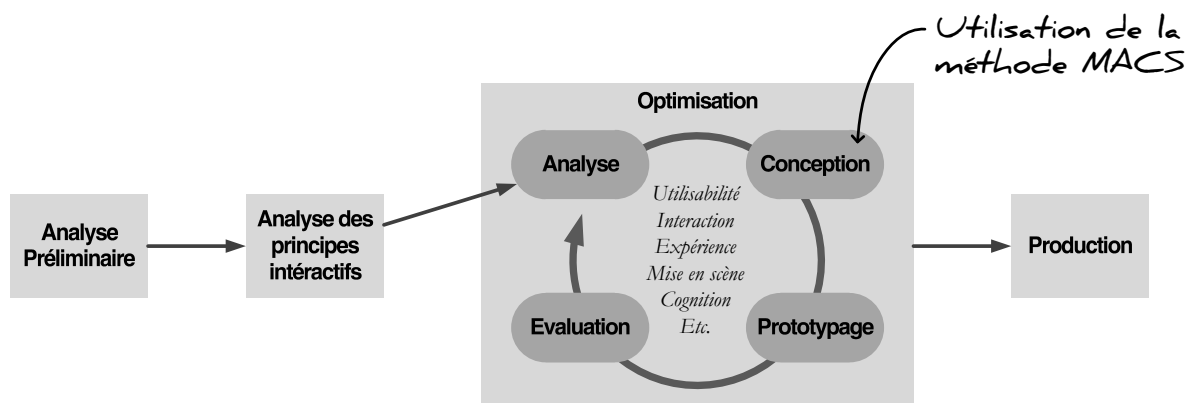 Utilisation de la
méthode MACS
Optimisation
Analyse
Conception
Utilisabilité
Interaction
Expérience
Mise en scène
Cognition
Etc.
Evaluation
Prototypage
Analyse
Préliminaire
Analyse des
principes
intéractifs
Production